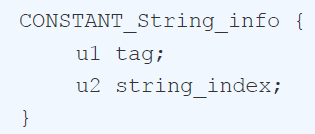 CONSTANT_String_info {
    u1 tag;
    u2 string_index;
}